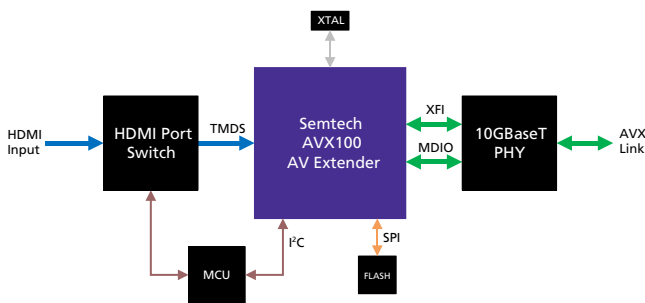 XTAL
HDMI
Input
HDMI Port
Switch
TMDS
Semtech
AVX100
AV Extender
XFI
MDIO
10GBaseT
PHY
AVX
Link
I²C
SPI
MCU
FLASH